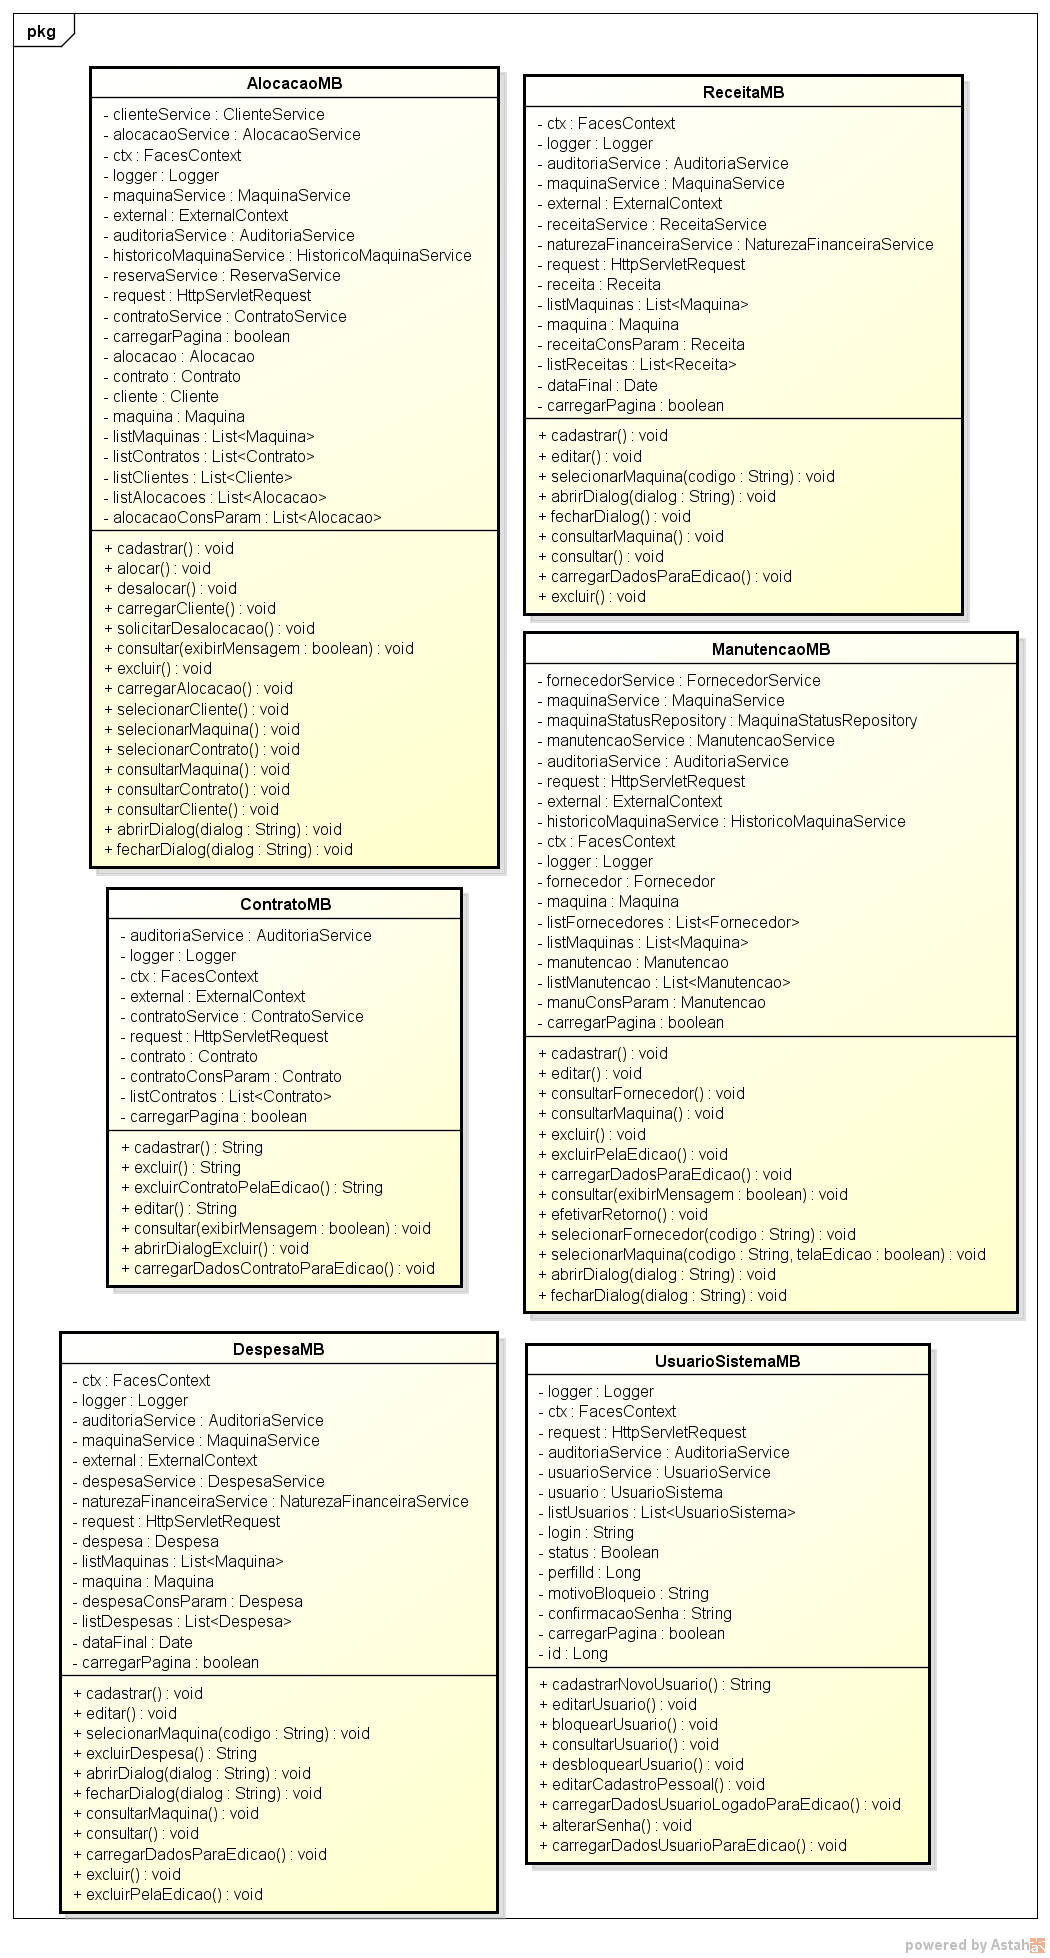 pkg
AlocacaoMB
- clienteService : ClienteService
- alocacaoService : AlocacaoService
- ctx : FacesContext
- logger : Logger
- maquinaService : MaquinaService
- external : ExternalContext
- auditoriaService : AuditoriaService
- historicoMaquinaService : HistoricoMaquinaService
- reservaService : ReservaService
- request : HttpServletRequest
- contratoService : ContratoService
- carregarPagina : boolean
- alocacao : Alocacao
- contrato : Contrato
- cliente : Cliente
- maquina : Maquina
- listMaquinas : List<Maquina>
- listContratos : List<Contrato>
- listClientes : List<Cliente>
- listAlocacoes : List<Alocacao>
- alocacaoConsParam : List<Alocacao>
+ cadastrar() : void
+ alocar() : void
+ desalocar() : void
+ carregarCliente() : void
+ solicitarDesalocacao() : void
+ consultar(exibirMensagem : boolean) : void
+ excluir() : void
+ carregarAlocacao() : void
+ selecionarCliente() : void
+ selecionarMaquina() : void
+ selecionarContrato() : void
+ consultarMaquina() : void
+ consultarContrato() : void
+ consultarCliente() : void
+ abrirDialog(dialog : String) : void
+ fecharDialog(dialog : String) : void
ReceitaMB
- ctx : FacesContext
- logger : Logger
- auditoriaService : AuditoriaService
- maquinaService : MaquinaService
- external : ExternalContext
- receitaService : ReceitaService
- naturezaFinanceiraService : NaturezaFinanceiraService
- request : HttpServletRequest
- receita : Receita
- listMaquinas : List<Maquina>
- maquina : Maquina
- receitaConsParam : Receita
- listReceitas : List<Receita>
- dataFinal : Date
- carregarPagina : boolean
+ cadastrar() : void
+ editar() : void
+ selecionarMaquina(codigo : String) : void
+ abrirDialog(dialog : String) : void
+ fecharDialog() : void
+ consultarMaquina() : void
+ consultar() : void
+ carregarDadosParaEdicao() : void
+ excluir() : void
ManutencaoMB
- fornecedorService : FornecedorService
- maquinaService : MaquinaService
- maquinaStatusRepository : MaquinaStatusRepository
- manutencaoService : ManutencaoService
- auditoriaService : AuditoriaService
- request : HttpServletRequest
- external : ExternalContext
- historicoMaquinaService : HistoricoMaquinaService
- ctx : FacesContext
- logger : Logger
- fornecedor : Fornecedor
- maquina : Maquina
- listFornecedores : List<Fornecedor>
- listMaquinas : List<Maquina>
- manutencao : Manutencao
- listManutencao : List<Manutencao>
- manuConsParam : Manutencao
- carregarPagina : boolean
+ cadastrar() : void
+ editar() : void
+ consultarFornecedor() : void
+ consultarMaquina() : void
+ excluir() : void
+ excluirPelaEdicao() : void
+ carregarDadosParaEdicao() : void
+ consultar(exibirMensagem : boolean) : void
+ efetivarRetorno() : void
+ selecionarFornecedor(codigo : String) : void
+ selecionarMaquina(codigo : String, telaEdicao : boolean) : void
+ abrirDialog(dialog : String) : void
+ fecharDialog(dialog : String) : void
ContratoMB
- auditoriaService : AuditoriaService
- logger : Logger
- ctx : FacesContext
- external : ExternalContext
- contratoService : ContratoService
- request : HttpServletRequest
- contrato : Contrato
- contratoConsParam : Contrato
- listContratos : List<Contrato>
- carregarPagina : boolean
+ cadastrar() : String
+ excluir() : String
+ excluirContratoPelaEdicao() : String
+ editar() : String
+ consultar(exibirMensagem : boolean) : void
+ abrirDialogExcluir() : void
+ carregarDadosContratoParaEdicao() : void
DespesaMB
- ctx : FacesContext
- logger : Logger
- auditoriaService : AuditoriaService
- maquinaService : MaquinaService
- external : ExternalContext
- despesaService : DespesaService
- naturezaFinanceiraService : NaturezaFinanceiraService
- request : HttpServletRequest
- despesa : Despesa
- listMaquinas : List<Maquina>
- maquina : Maquina
- despesaConsParam : Despesa
- listDespesas : List<Despesa>
- dataFinal : Date
- carregarPagina : boolean
+ cadastrar() : void
+ editar() : void
+ selecionarMaquina(codigo : String) : void
+ excluirDespesa() : String
+ abrirDialog(dialog : String) : void
+ fecharDialog(dialog : String) : void
+ consultarMaquina() : void
+ consultar() : void
+ carregarDadosParaEdicao() : void
+ excluir() : void
+ excluirPelaEdicao() : void
UsuarioSistemaMB
- logger : Logger
- ctx : FacesContext
- request : HttpServletRequest
- auditoriaService : AuditoriaService
- usuarioService : UsuarioService
- usuario : UsuarioSistema
- listUsuarios : List<UsuarioSistema>
- login : String
- status : Boolean
- perfilId : Long
- motivoBloqueio : String
- confirmacaoSenha : String
- carregarPagina : boolean
- id : Long
+ cadastrarNovoUsuario() : String
+ editarUsuario() : void
+ bloquearUsuario() : void
+ consultarUsuario() : void
+ desbloquearUsuario() : void
+ editarCadastroPessoal() : void
+ carregarDadosUsuarioLogadoParaEdicao() : void
+ alterarSenha() : void
+ carregarDadosUsuarioParaEdicao() : void
powered by Astah